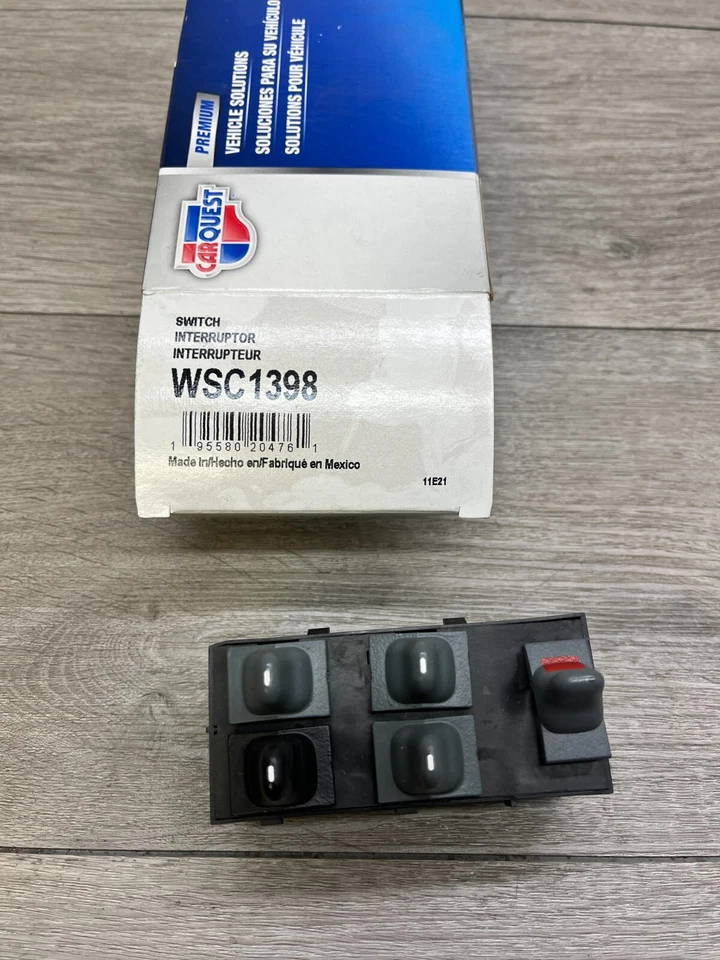 PREMIUM
VEHICLE SOLUTIONS
SOLUCIONES PARA SU VEHÍCULO
SOLUTIONS POUR VÉHICULE
CARQUEST
SWITCH
INTERRUPTOR
INTERRUPTEUR
WSC1398
1 95580 20476 1
Made In/Hecho en/Fabriqué en Mexico
11E21